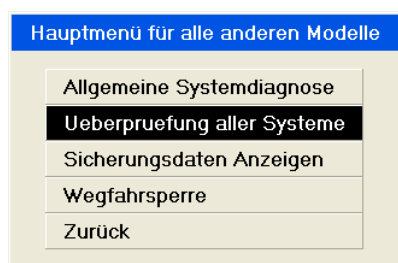 Hauptmenü für alle anderen Modelle
Allgemeine Systemdiagnose
Ueberpruefung aller Systeme
Sicherungsdaten Anzeigen
Wegfahrsperre
Zurück